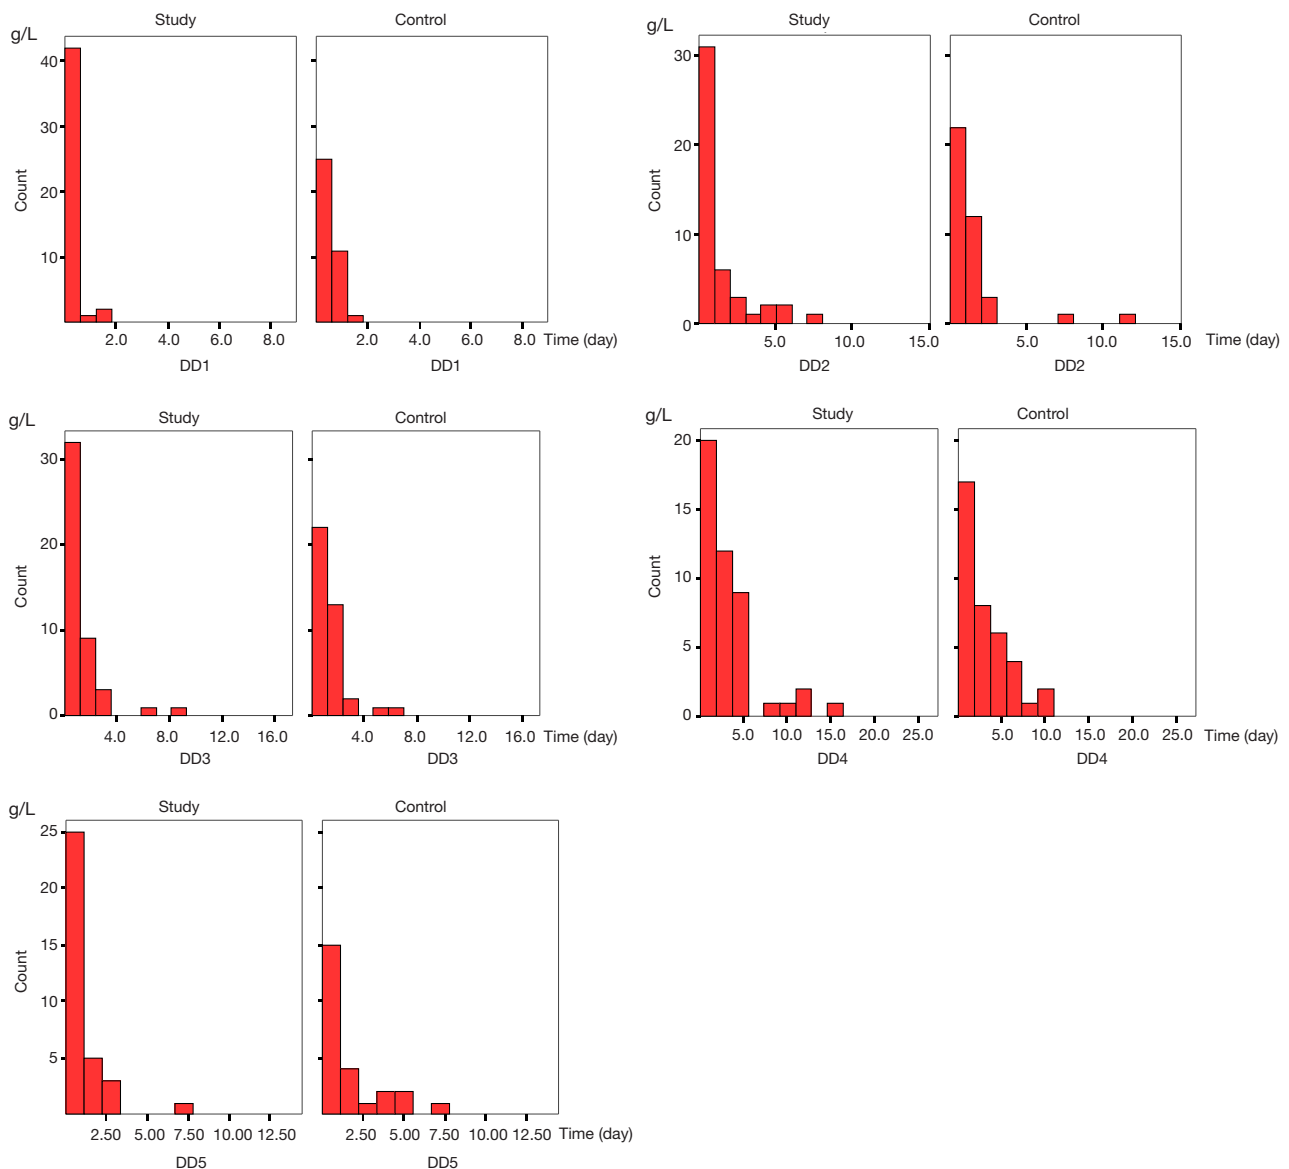 Study Control
g/L
40
30
20
10
Count
2.0 4.0 6.0 8.0 2.0 4.0 6.0 8.0 Time (day)
DD1 DD1
Study Control
g/L
30
20
10
0
Count
5.0 10.0 15.0 5.0 10.0 15.0 Time (day)
DD2 DD2
Study Control
g/L
30
20
10
0
Count
4.0 8.0 12.0 16.0 4.0 8.0 12.0 16.0 Time (day)
DD3 DD3
Study Control
g/L
20
15
10
5
0
Count
5.0 10.0 15.0 20.0 25.0 5.0 10.0 15.0 20.0 25.0 Time (day)
DD4 DD4
Study Control
g/L
25
20
15
10
5
Count
2.50 5.00 7.50 10.00 12.50 2.50 5.00 7.50 10.00 12.50 Time (day)
DD5 DD5